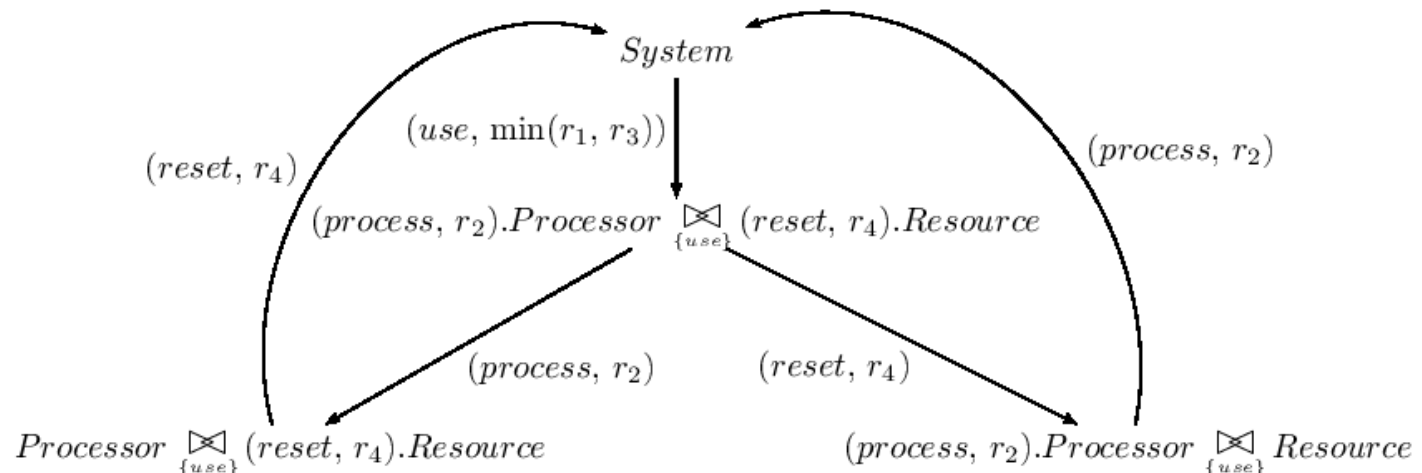 System
(use, min(r₁, r₃))
(reset, r₄)
(process, r₂)
(process, r₂).Processor ⋈{use} (reset, r₄).Resource
(process, r₂)
(reset, r₄)
Processor ⋈{use} (reset, r₄).Resource
(process, r₂).Processor ⋈{use} Resource